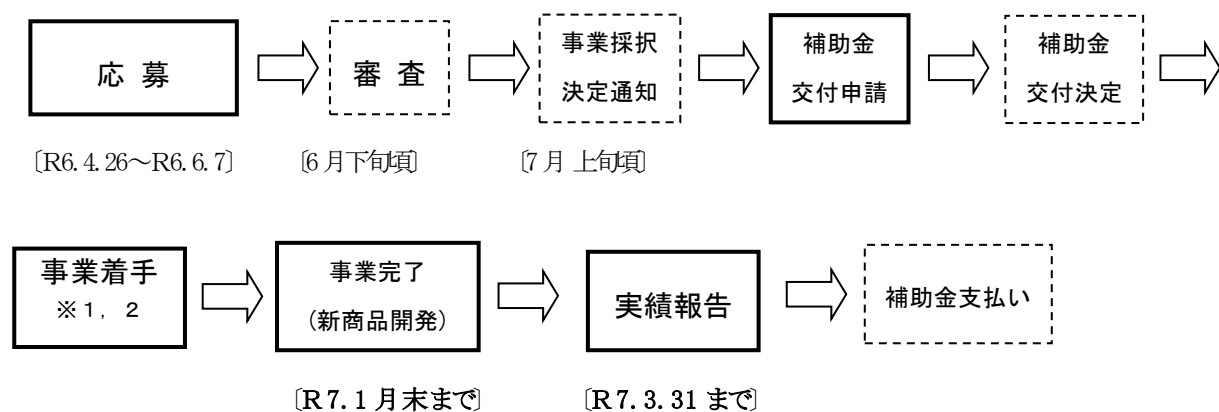 応 募
審 査
事業採択
決定通知
補助金
交付申請
補助金
交付決定
〔R6.4.26～R6.6.7〕
〔6月下旬頃〕
〔7月 上旬頃〕
事業着手
※1, 2
事業完了
(新商品開発)
実績報告
補助金支払い
〔R7.1月末まで〕
〔R7.3.31まで〕